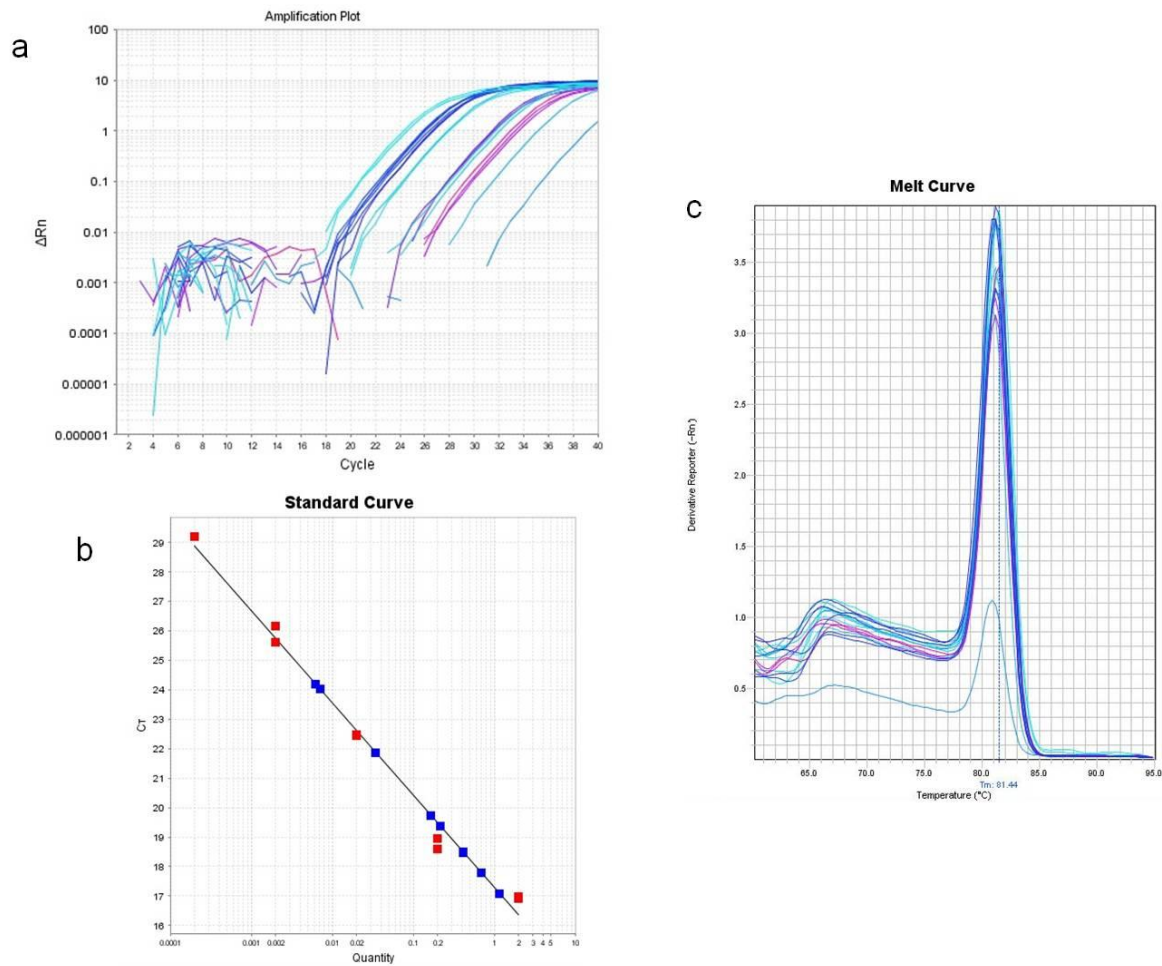 a
Amplification Plot
100
10
1
0.1
0.01
0.001
0.0001
0.00001
0.000001
ΔRn
2 4 6 8 10 12 14 16 18 20 22 24 26 28 30 32 34 36 38 40
Cycle
b
Standard Curve
29
28
27
26
25
24
23
22
21
20
19
18
17
16
CT
0.0001 0.001 0.002 0.01 0.02 0.1 0.2 1 2 3 4 5 10
Quantity
c
Melt Curve
3.5
3.0
2.5
2.0
1.5
1.0
0.5
Derivative Reporter (-Rn)
65.0 70.0 75.0 80.0 85.0 90.0 95.0
Tm: 81.44
Temperature (°C)